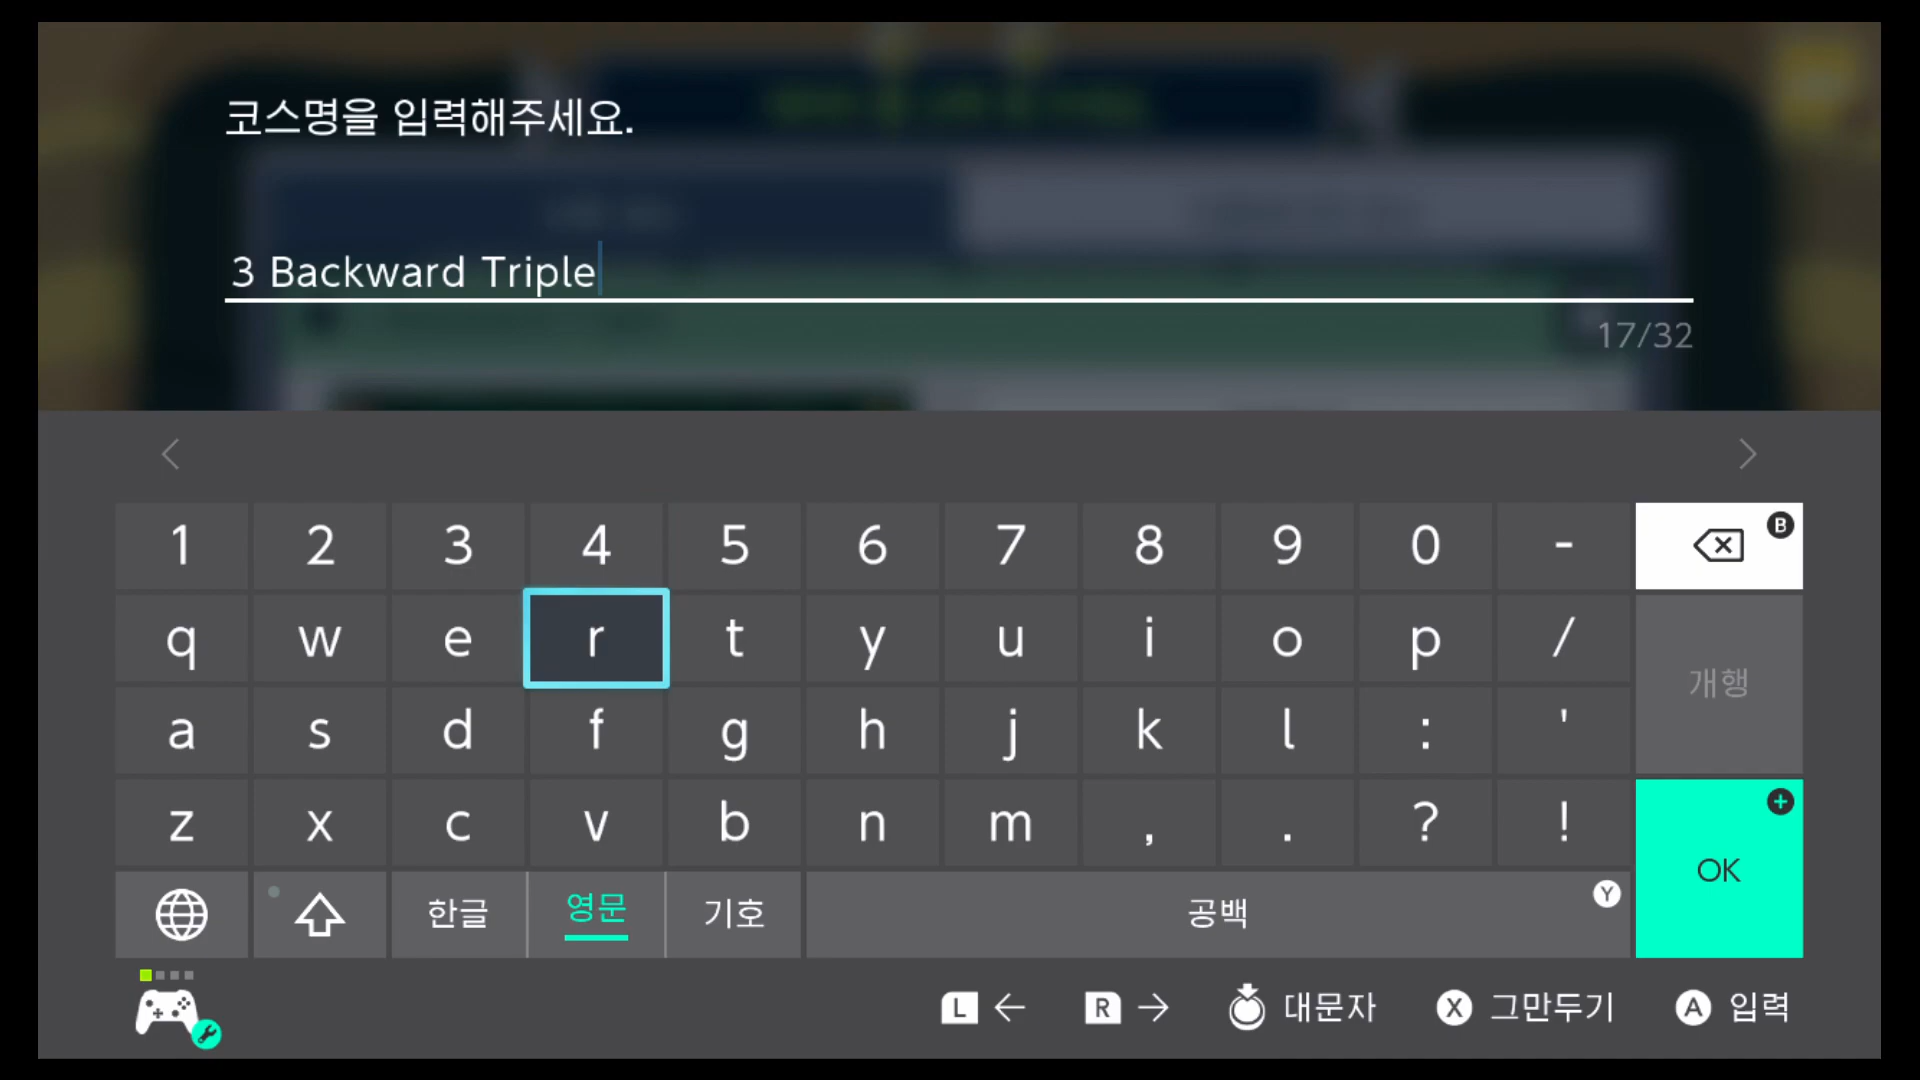 코스명을 입력해주세요.
3 Backward Triple
17/32
1 2 3 4 5 6 7 8 9 0 - B
q w e r t y u i o p /
개행
a s d f g h j k l : '
z x c v b n m , . ? ! +
OK
한글 영문 기호 공백 Y
L ← R → 대문자 X 그만두기 A 입력